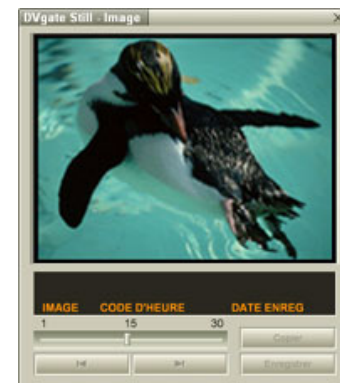 DVgate Still - Image
IMAGE CODE D'HEURE DATE ENREG
1 15 30
Copier
Enregistrer